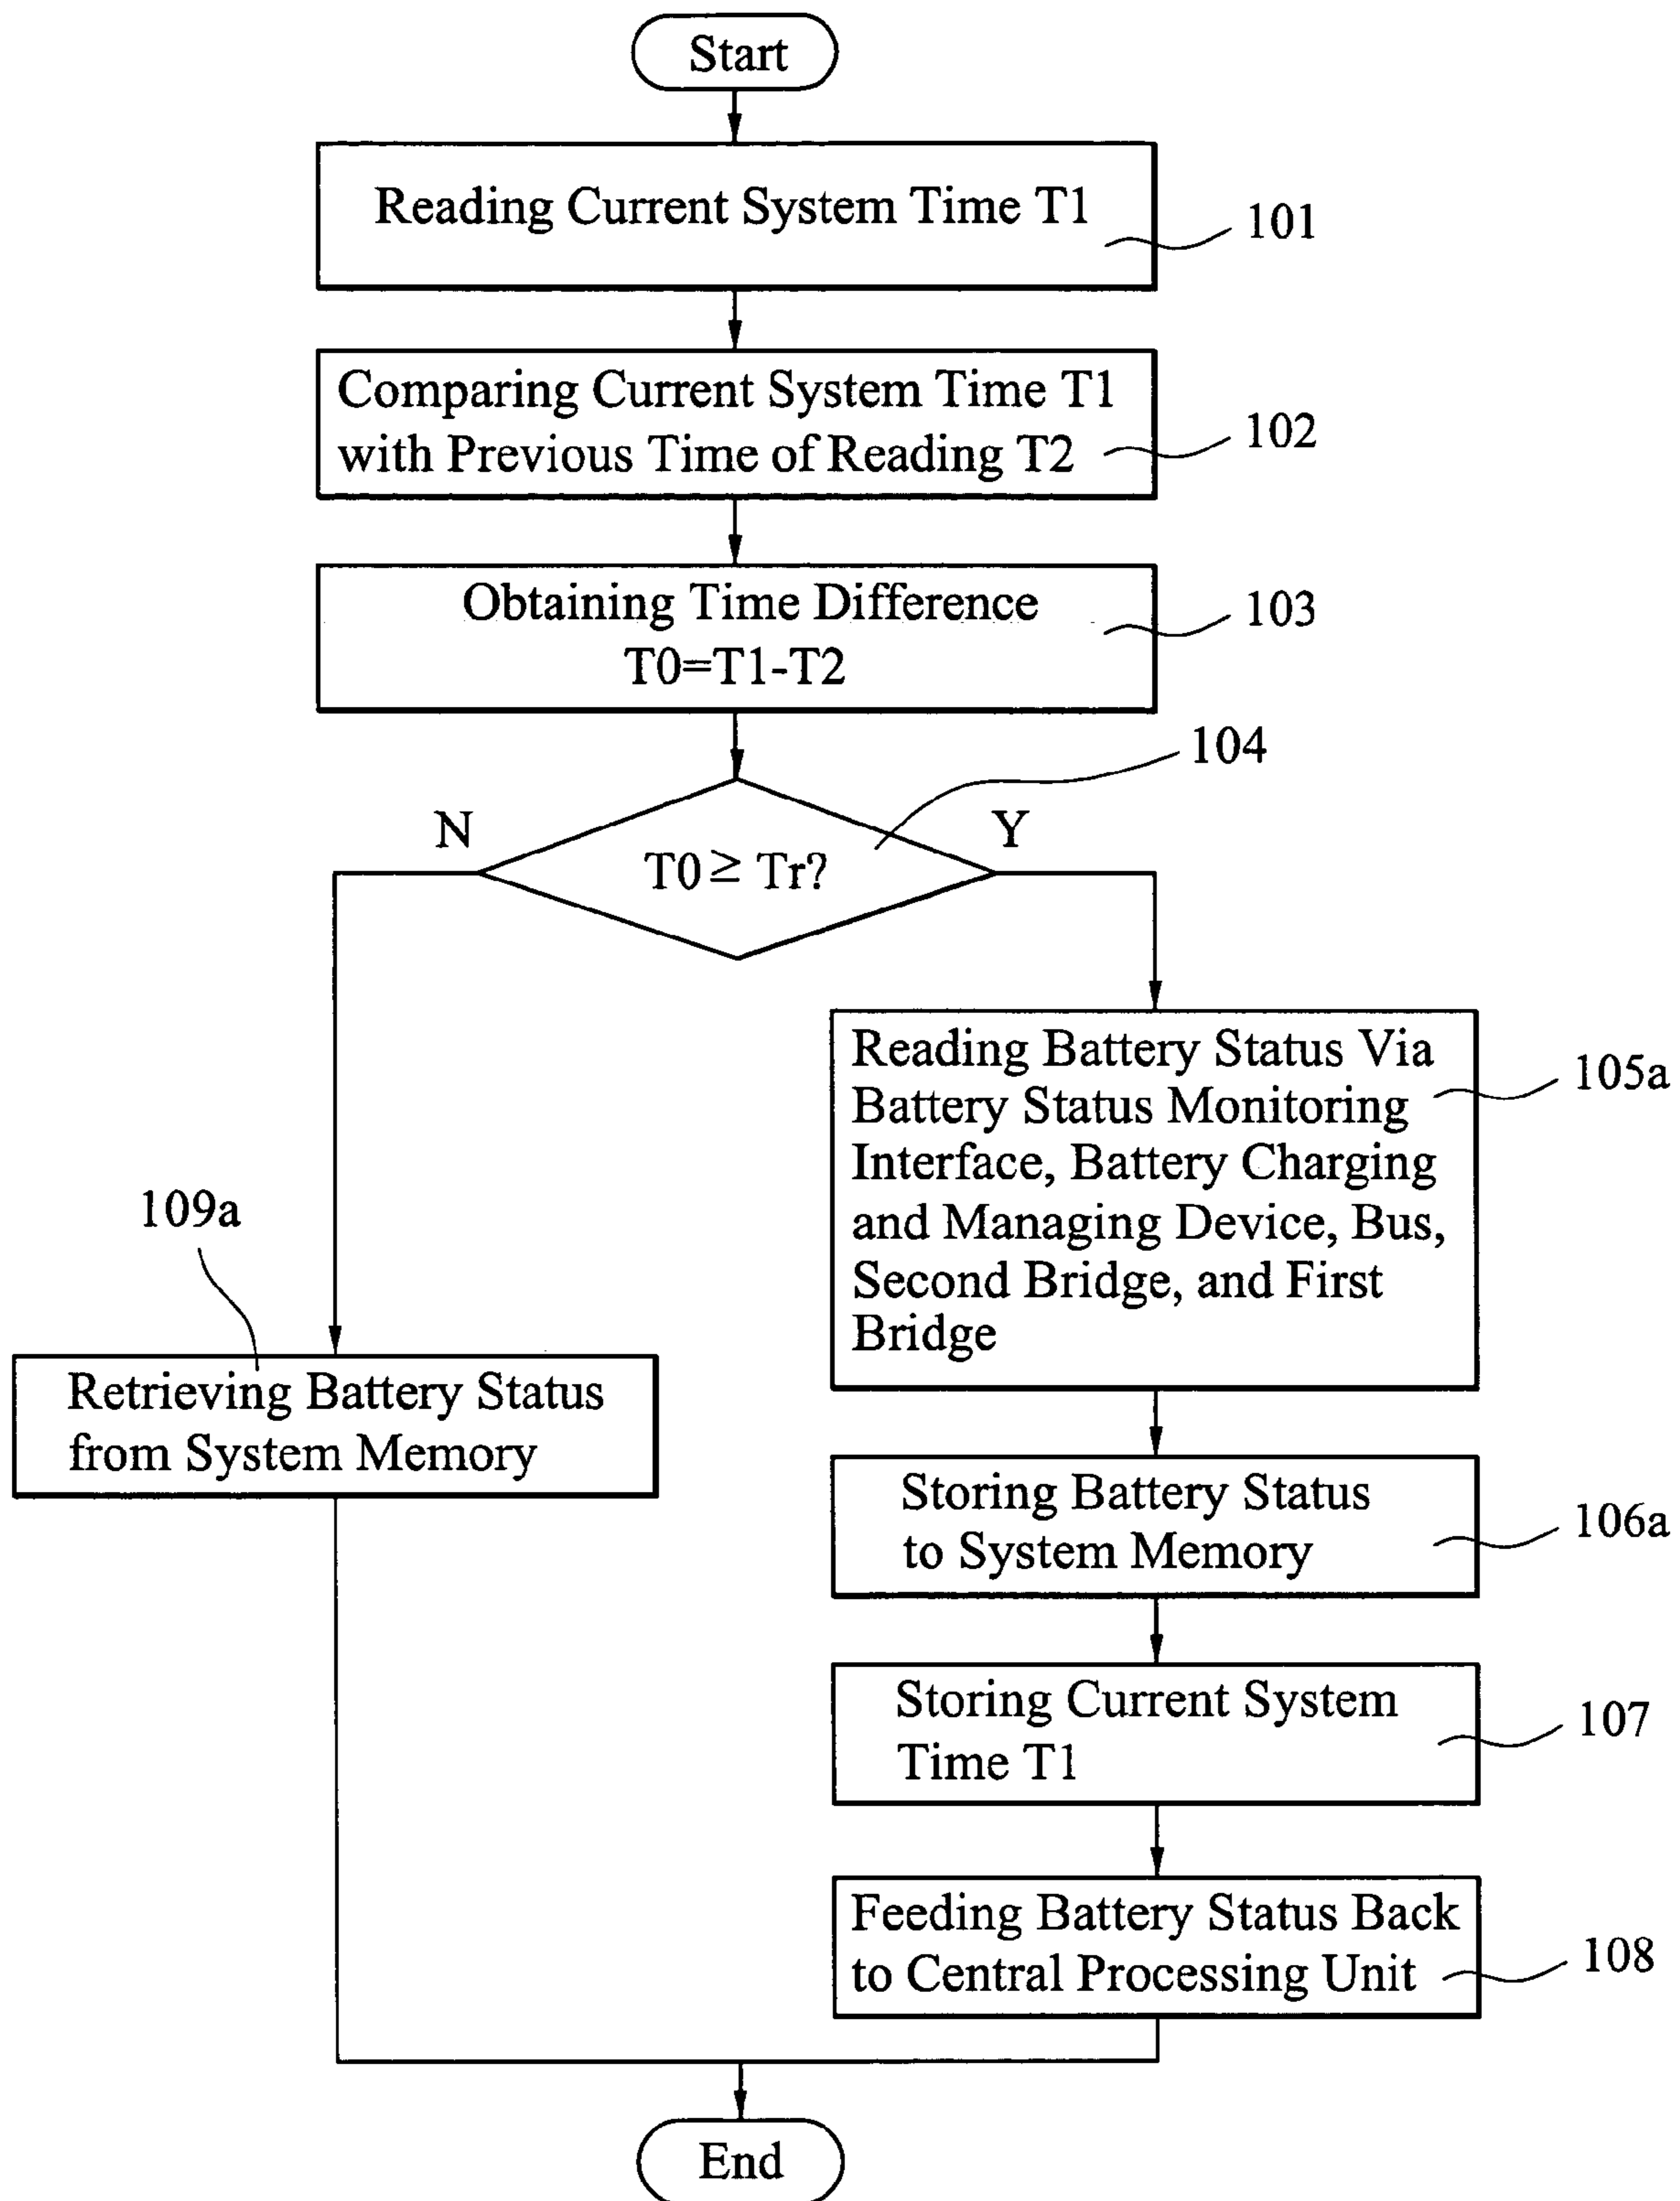 Start
Reading Current System Time T1
101
Comparing Current System Time T1
with Previous Time of Reading T2
102
Obtaining Time Difference
T0=T1-T2
103
104
N
Y
T0≥ Tr?
Reading Battery Status Via
Battery Status Monitoring
Interface, Battery Charging
and Managing Device, Bus,
Second Bridge, and First
Bridge
105a
109a
Retrieving Battery Status
from System Memory
Storing Battery Status
to System Memory
106a
Storing Current System
Time T1
107
Feeding Battery Status Back
to Central Processing Unit
108
End